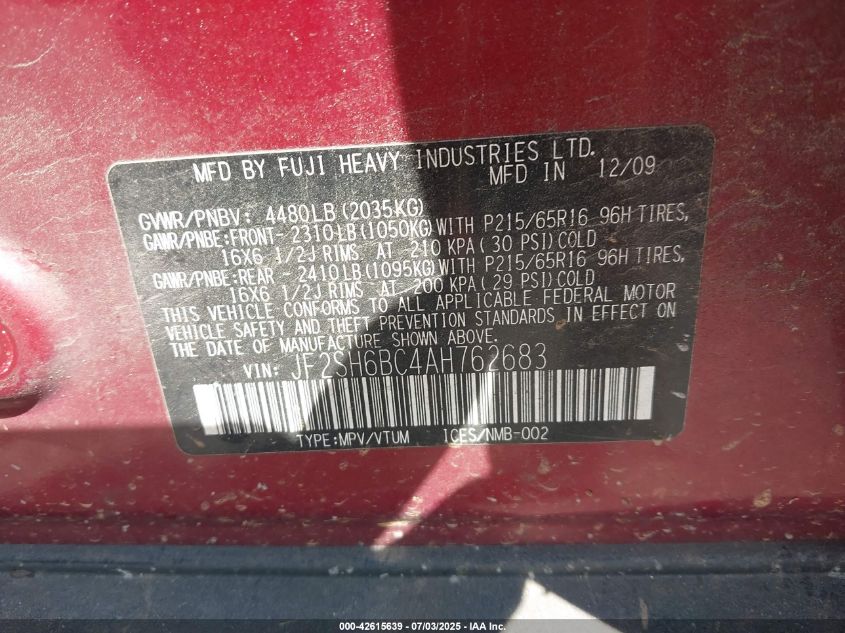 MFD BY FUJI HEAVY INDUSTRIES LTD.
MFD IN 12/09
GVWR/PNBV: 4480LB (2035KG)
GAWR/PNBE:FRONT-2310LB(1050KG)WITH P215/65R16 96H TIRES,
16X6 1/2J RIMS AT 210 KPA ( 30 PSI)COLD
GAWR/PNBE:REAR -2410LB(1095KG)WITH P215/65R16 96H TIRES,
16X6 1/2J RIMS AT 200 KPA ( 29 PSI)COLD
THIS VEHICLE CONFORMS TO ALL APPLICABLE FEDERAL MOTOR
VEHICLE SAFETY AND THEFT PREVENTION STANDARDS IN EFFECT ON
THE DATE OF MANUFACTURE SHOWN ABOVE.
VIN: JF2SH6BC4AH762683
TYPE:MPV/VTUM ICES/NMB-002
000-42615639 - 07/03/2025 - IAA Inc.